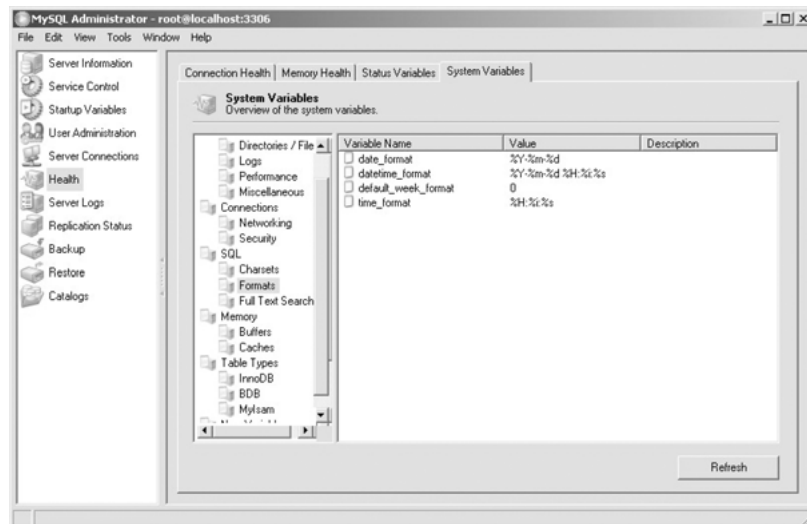 MySQL Administrator - root@localhost:3306
File Edit View Tools Window Help
Server Information
Service Control
Startup Variables
User Administration
Server Connections
Health
Server Logs
Replication Status
Backup
Restore
Catalogs
Connection Health Memory Health Status Variables System Variables
System Variables
Overview of the system variables.
Directories / File
Logs
Performance
Miscellaneous
Connections
Networking
Security
SQL
Charsets
Formats
Full Text Search
Memory
Buffers
Caches
Table Types
InnoDB
BDB
MyIsam
Variable Name Value Description
date_format %Y-%m-%d
datetime_format %Y-%m-%d %H:%i:%s
default_week_format 0
time_format %H:%i:%s
Refresh